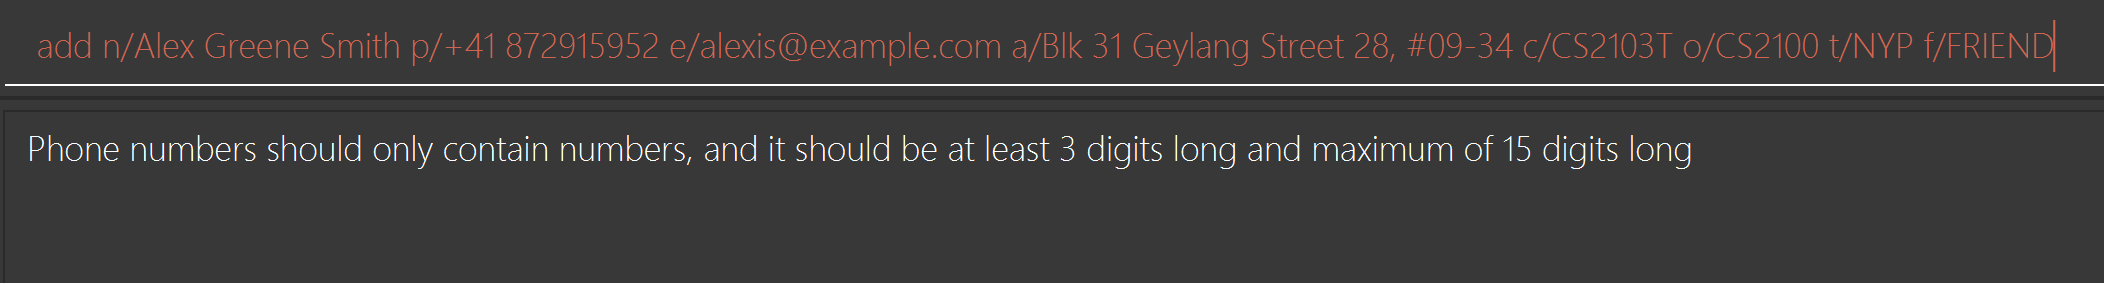 add n/Alex Greene Smith p/+41 872915952 e/alexis@example.com a/Blk 31 Geylang Street 28, #09-34 c/CS2103T o/CS2100 t/NYP f/FRIEND
Phone numbers should only contain numbers, and it should be at least 3 digits long and maximum of 15 digits long